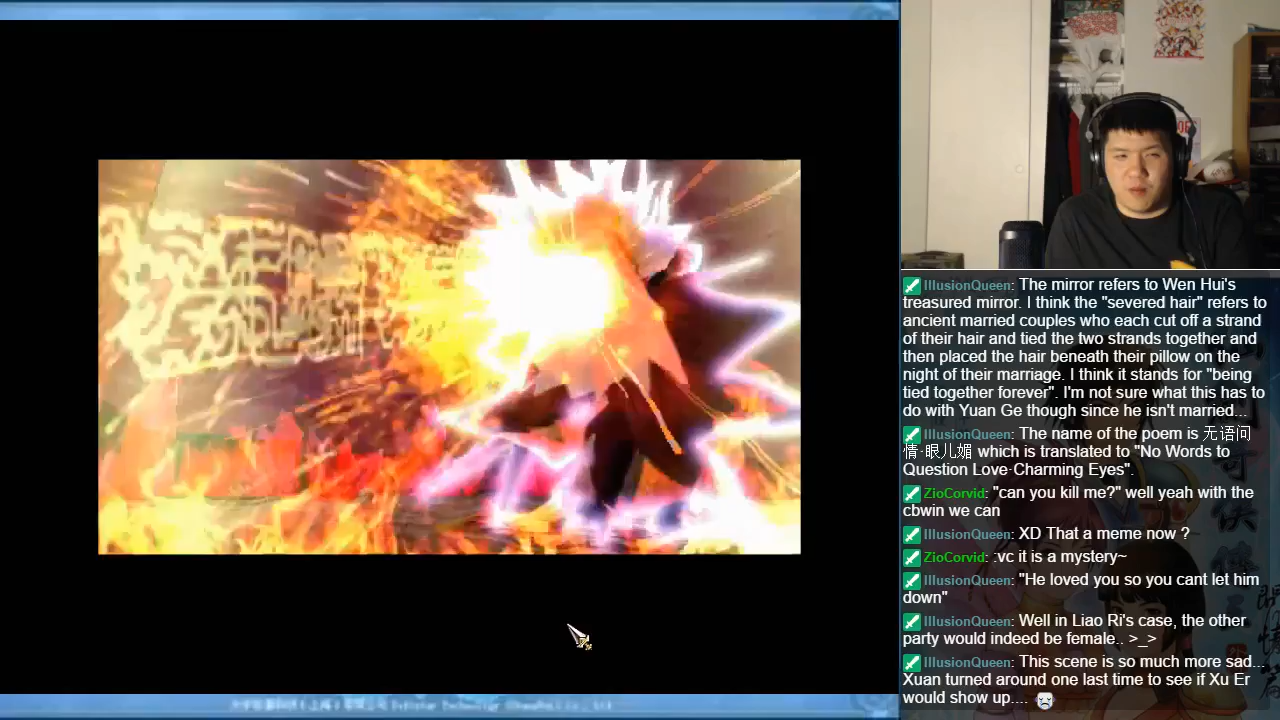 IllusionQueen: The mirror refers to Wen Hui's
treasured mirror. I think the "severed hair" refers to
ancient married couples who each cut off a strand
of their hair and tied the two strands together and
then placed the hair beneath their pillow on the
night of their marriage. I think it stands for "being
tied together forever". I'm not sure what this has to
do with Yuan Ge though since he isn't married...
IllusionQueen: The name of the poem is 无语问
情·眼儿媚 which is translated to "No Words to
Question Love·Charming Eyes".
ZioCorvid: "can you kill me?" well yeah with the
cbwin we can
IllusionQueen: XD That a meme now ?
ZioCorvid: :vc it is a mystery~
IllusionQueen: "He loved you so you cant let him
down"
IllusionQueen: Well in Liao Ri's case, the other
party would indeed be female.. >_>
IllusionQueen: This scene is so much more sad...
Xuan turned around one last time to see if Xu Er
would show up....